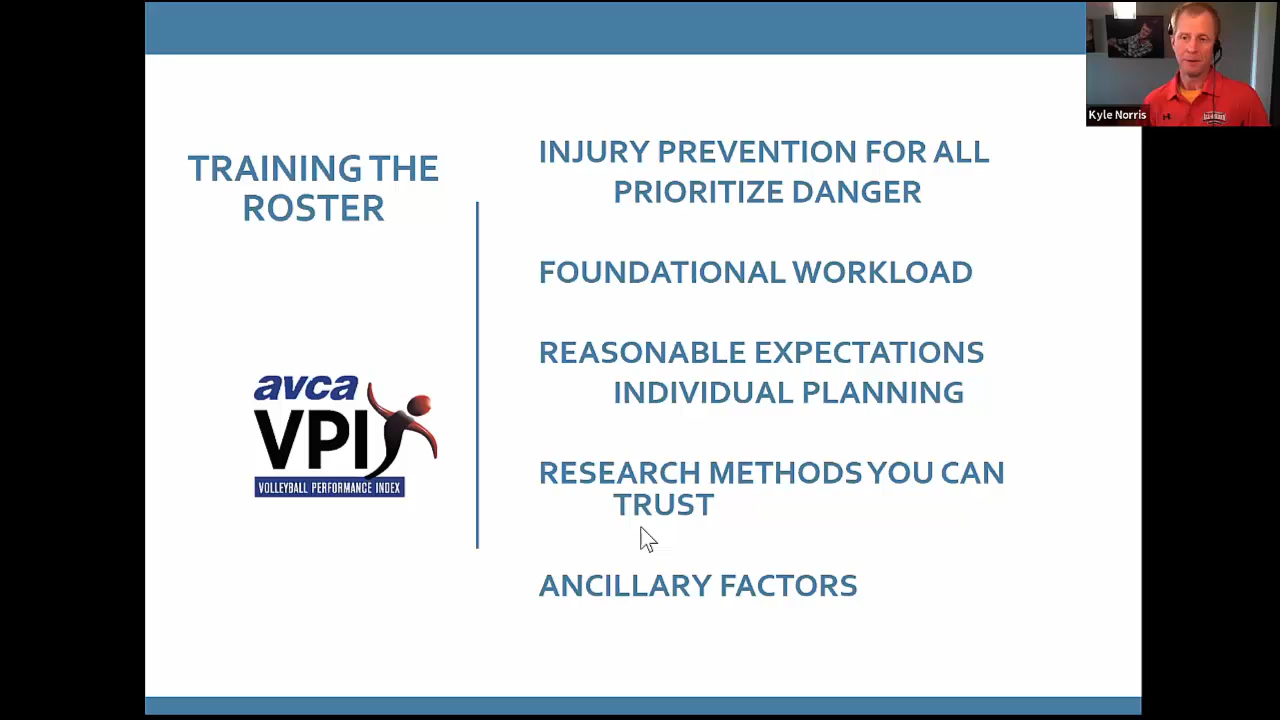 Kyle Norris
TRAINING THE
ROSTER
avca
VPI
VOLLEYBALL PERFORMANCE INDEX
INJURY PREVENTION FOR ALL
PRIORITIZE DANGER
FOUNDATIONAL WORKLOAD
REASONABLE EXPECTATIONS
INDIVIDUAL PLANNING
RESEARCH METHODS YOU CAN
TRUST
ANCILLARY FACTORS